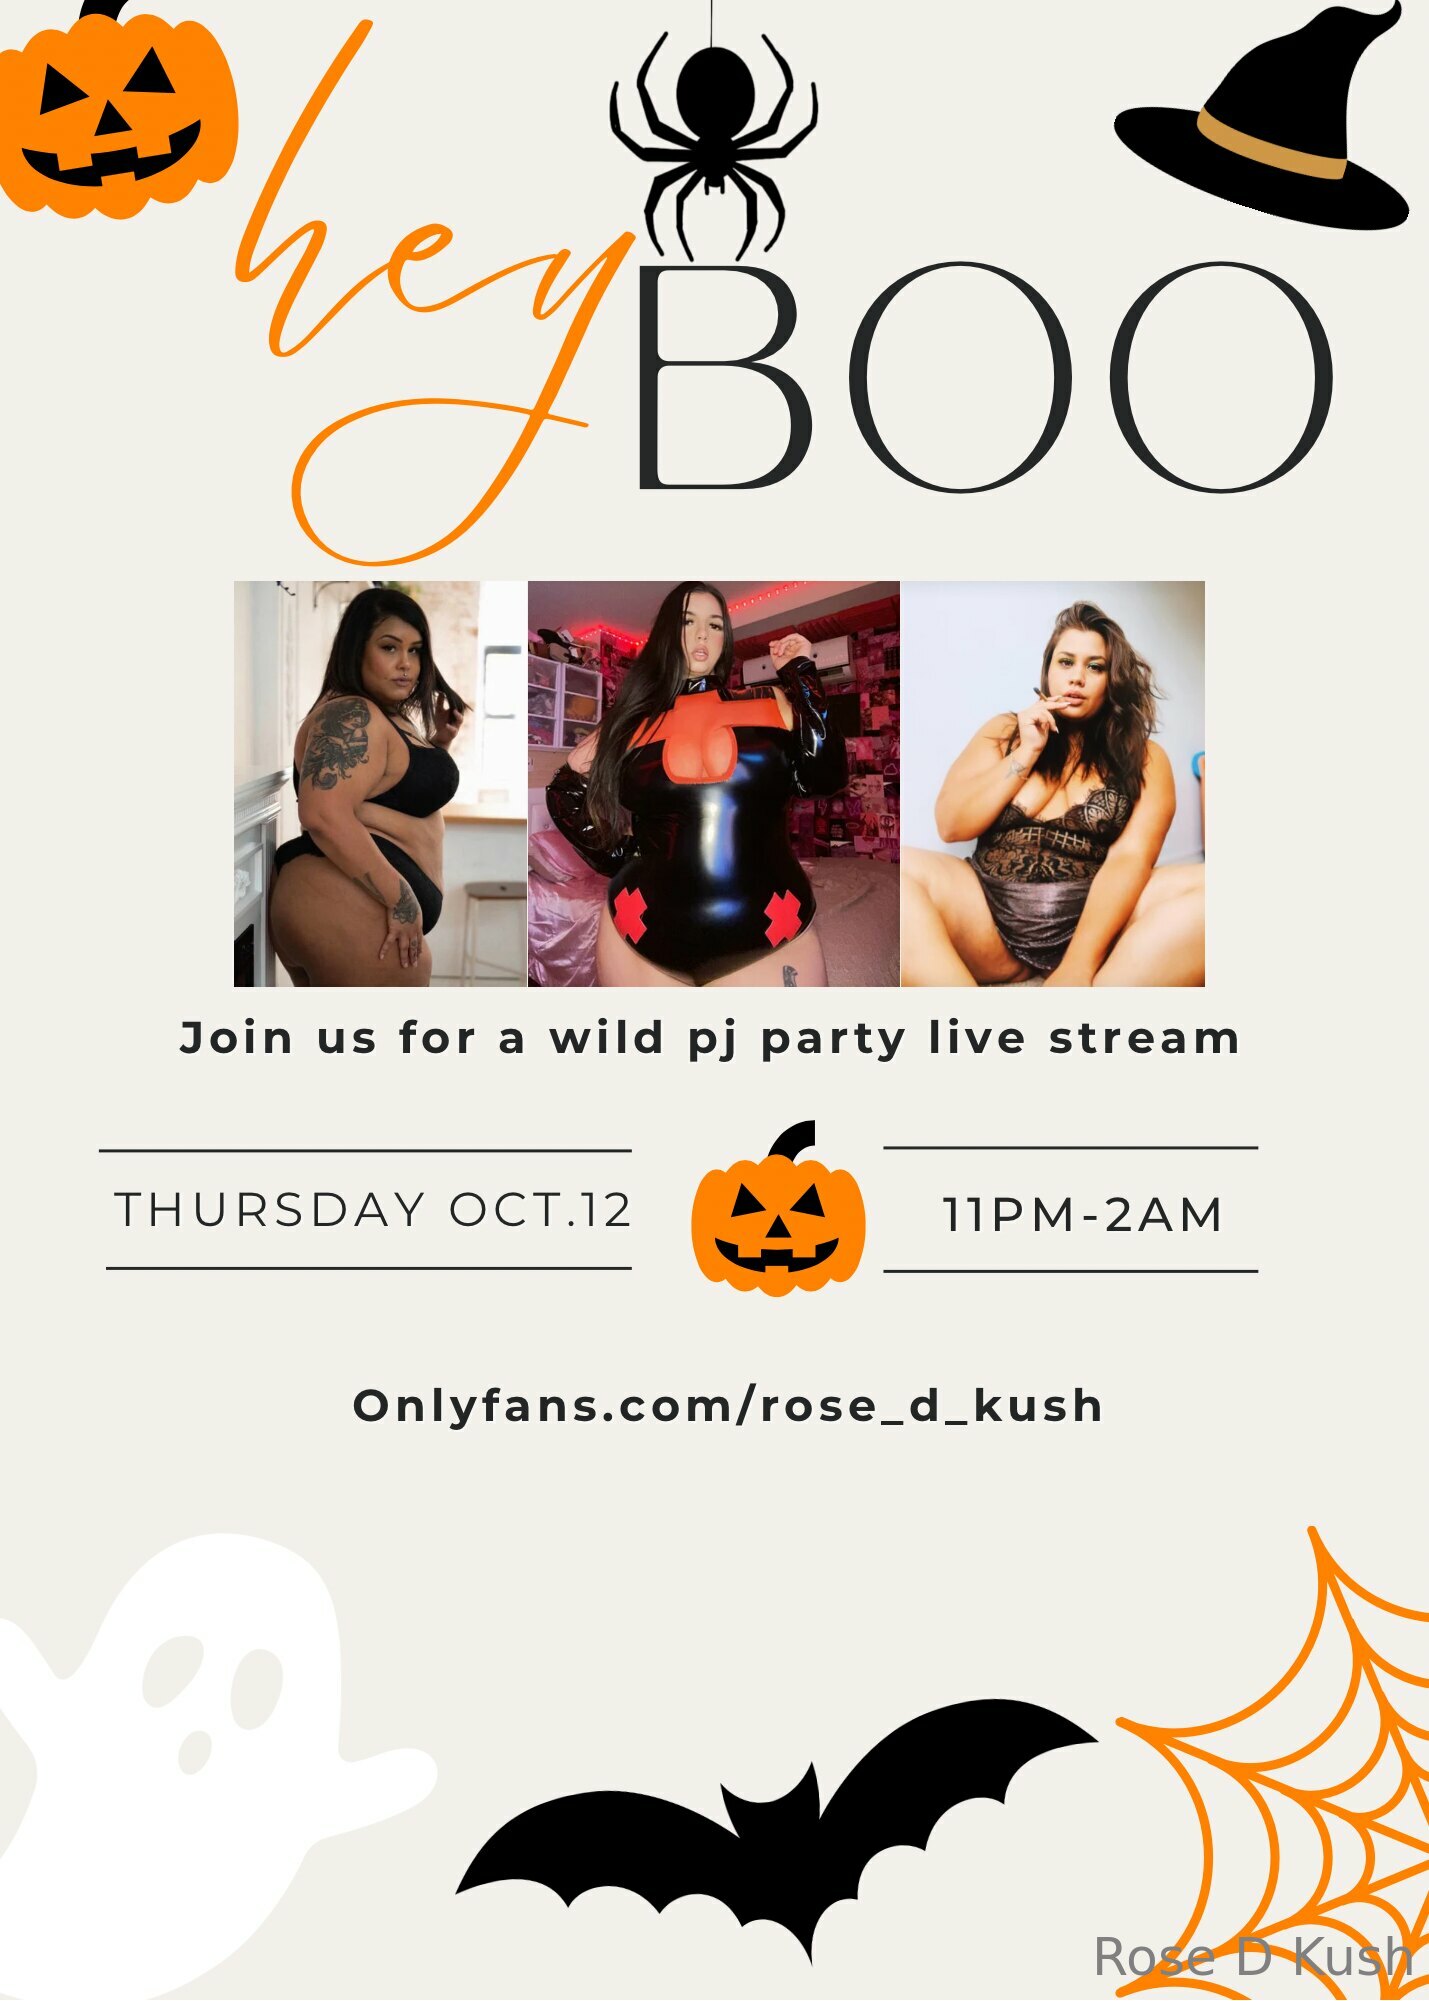 hey BOO
Join us for a wild pj party live stream
THURSDAY OCT.12
11PM-2AM
Onlyfans.com/rose_d_kush
Rose D Kush